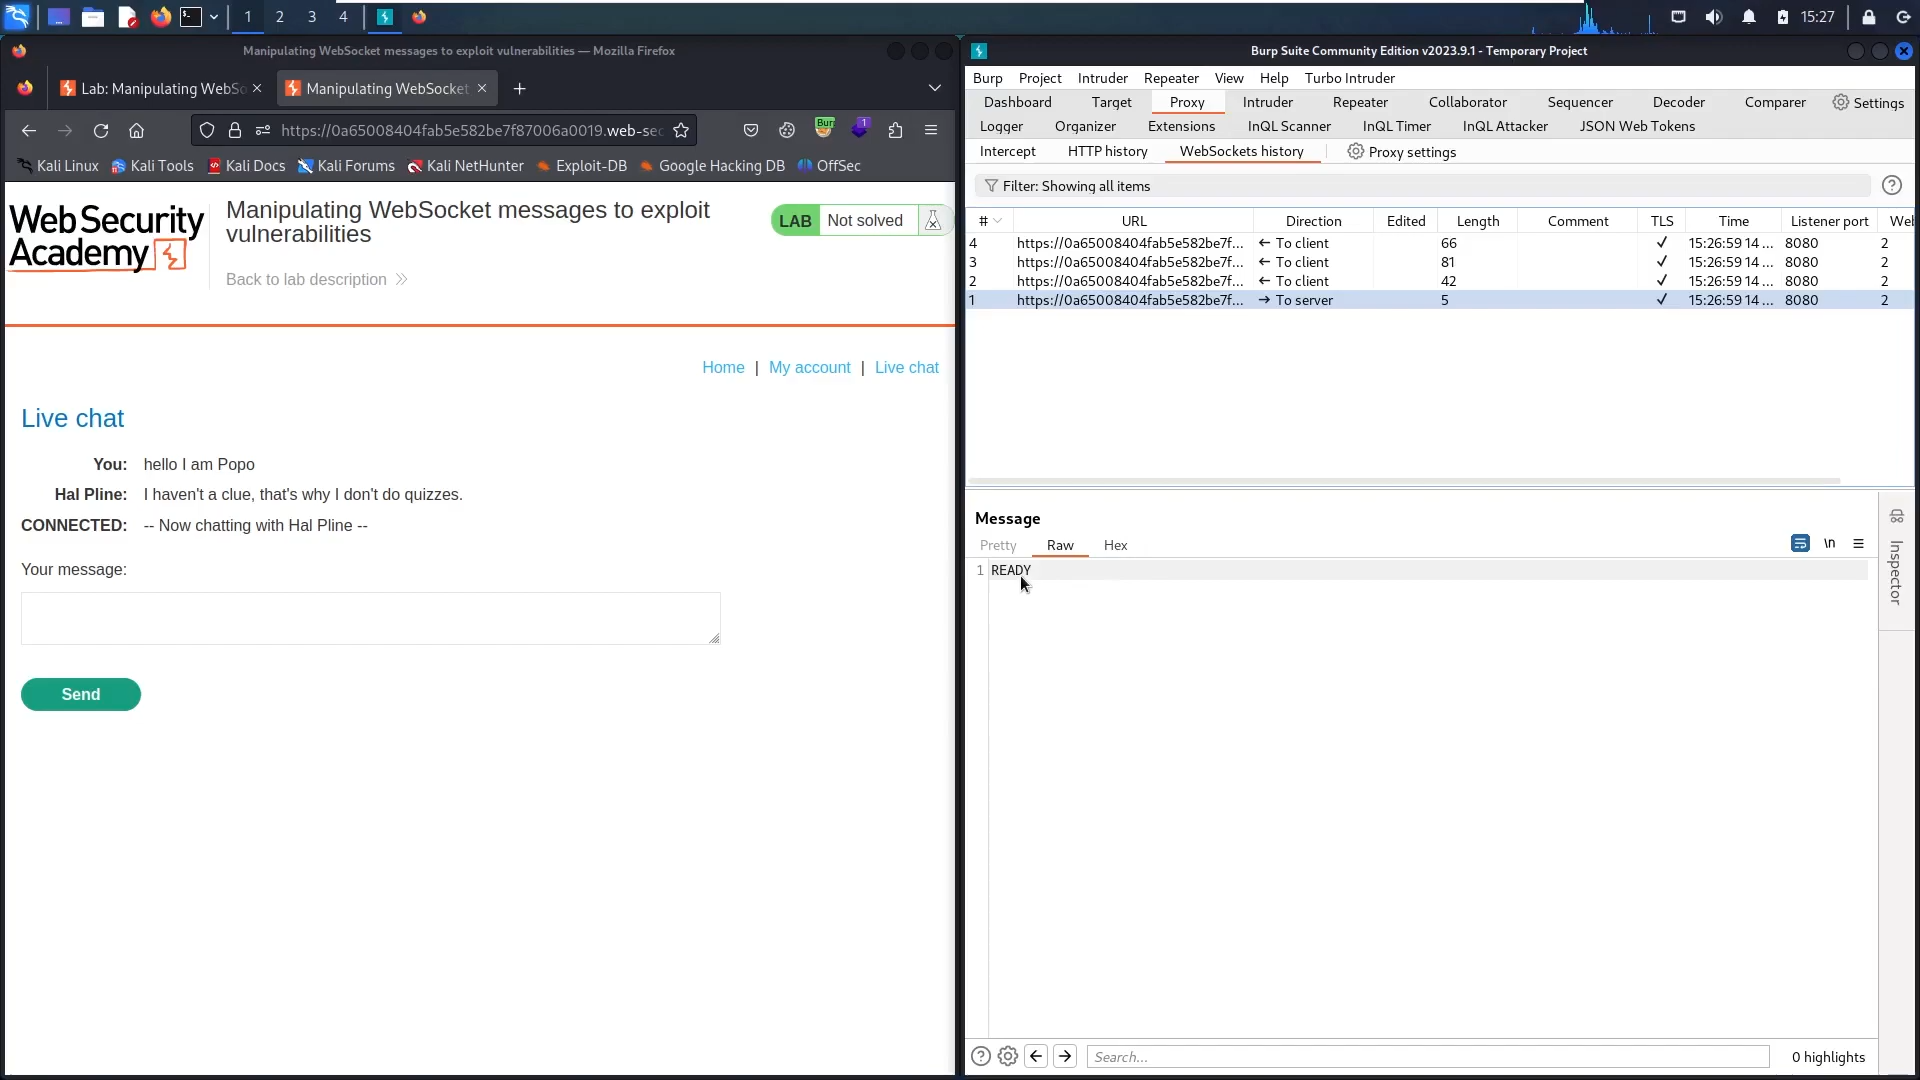 1 2 3 4
15:27
Manipulating WebSocket messages to exploit vulnerabilities — Mozilla Firefox
Lab: Manipulating WebSo
Manipulating WebSocket
https://0a65008404fab5e582be7f87006a0019.web-sec
Burp
1
Kali Linux Kali Tools Kali Docs Kali Forums Kali NetHunter Exploit-DB Google Hacking DB OffSec
Web Security
Academy
Manipulating WebSocket messages to exploit
vulnerabilities
LAB Not solved
Back to lab description
Home | My account | Live chat
Live chat
You: hello I am Popo
Hal Pline: I haven't a clue, that's why I don't do quizzes.
CONNECTED: -- Now chatting with Hal Pline --
Your message:
Send
Burp Suite Community Edition v2023.9.1 - Temporary Project
Burp Project Intruder Repeater View Help Turbo Intruder
Dashboard Target Proxy Intruder Repeater Collaborator Sequencer Decoder Comparer Settings
Logger Organizer Extensions InQL Scanner InQL Timer InQL Attacker JSON Web Tokens
Intercept HTTP history WebSockets history Proxy settings
Filter: Showing all items
# URL Direction Edited Length Comment TLS Time Listener port Web
4 https://0a65008404fab5e582be7f... ← To client 66 ✓ 15:26:59 14 ... 8080 2
3 https://0a65008404fab5e582be7f... ← To client 81 ✓ 15:26:59 14 ... 8080 2
2 https://0a65008404fab5e582be7f... ← To client 42 ✓ 15:26:59 14 ... 8080 2
1 https://0a65008404fab5e582be7f... → To server 5 ✓ 15:26:59 14 ... 8080 2
Message
Pretty Raw Hex
\n
1 READY
Inspector
Search...
0 highlights